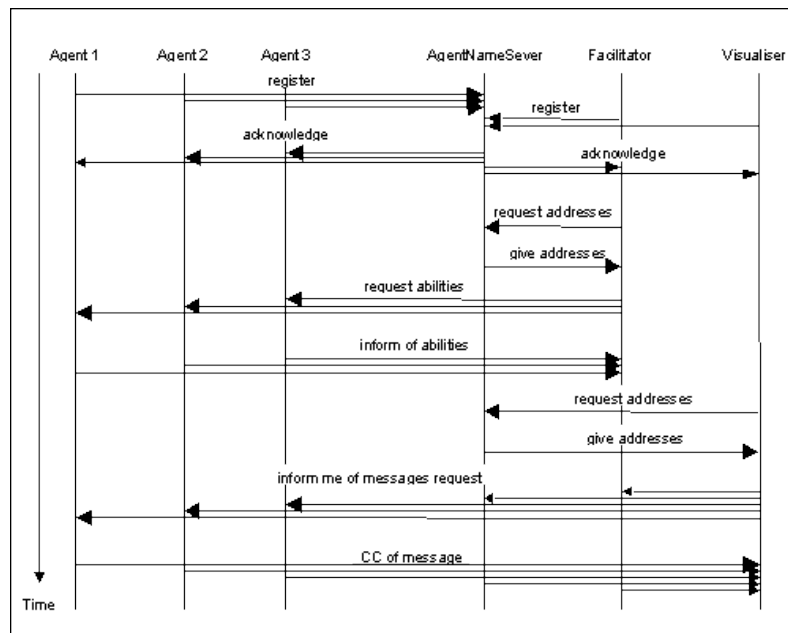 Agent 1 Agent 2 Agent 3 AgentNameSever Facilitator Visualiser
register
register
acknowledge
acknowledge
request addresses
give addresses
request abilities
inform of abilities
request addresses
give addresses
inform me of messages request
CC of message
Time